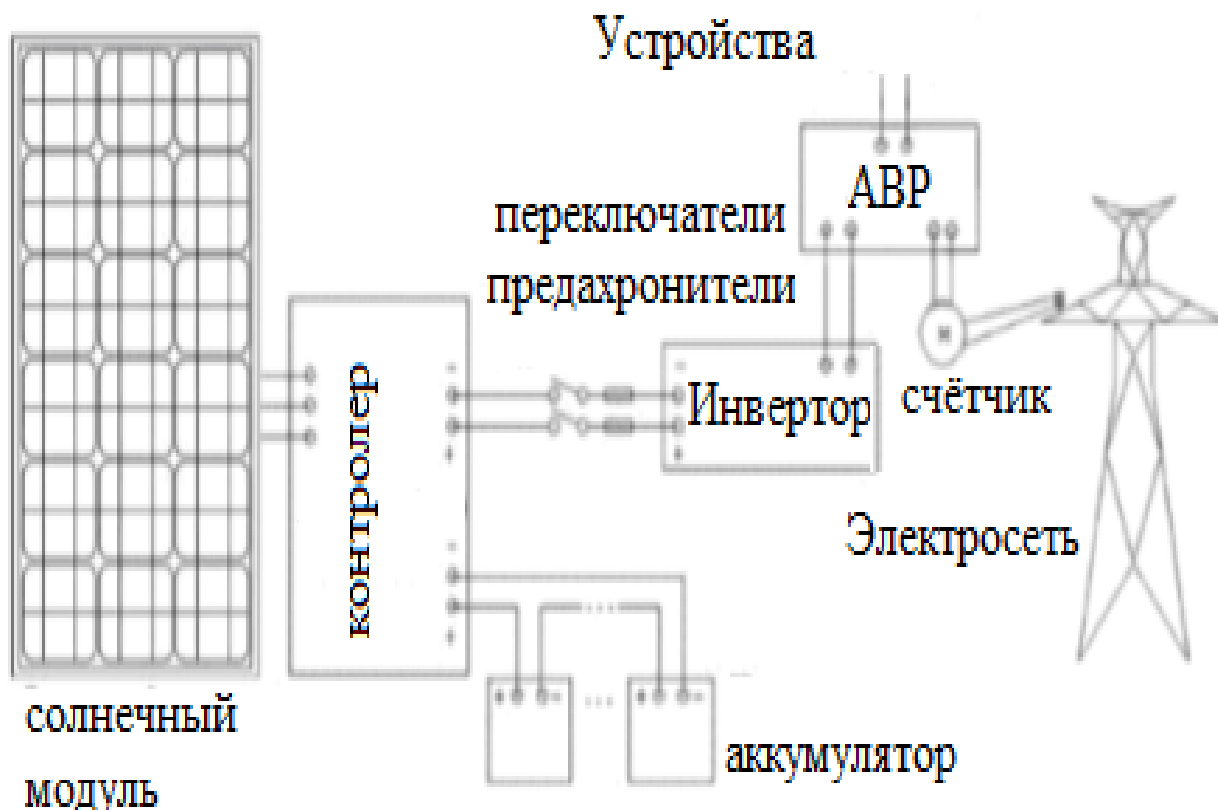 Устройства
АВР
переключатели
предахронители
контролер
Инвертор
счётчик
Электросеть
солнечный
модуль
аккумулятор